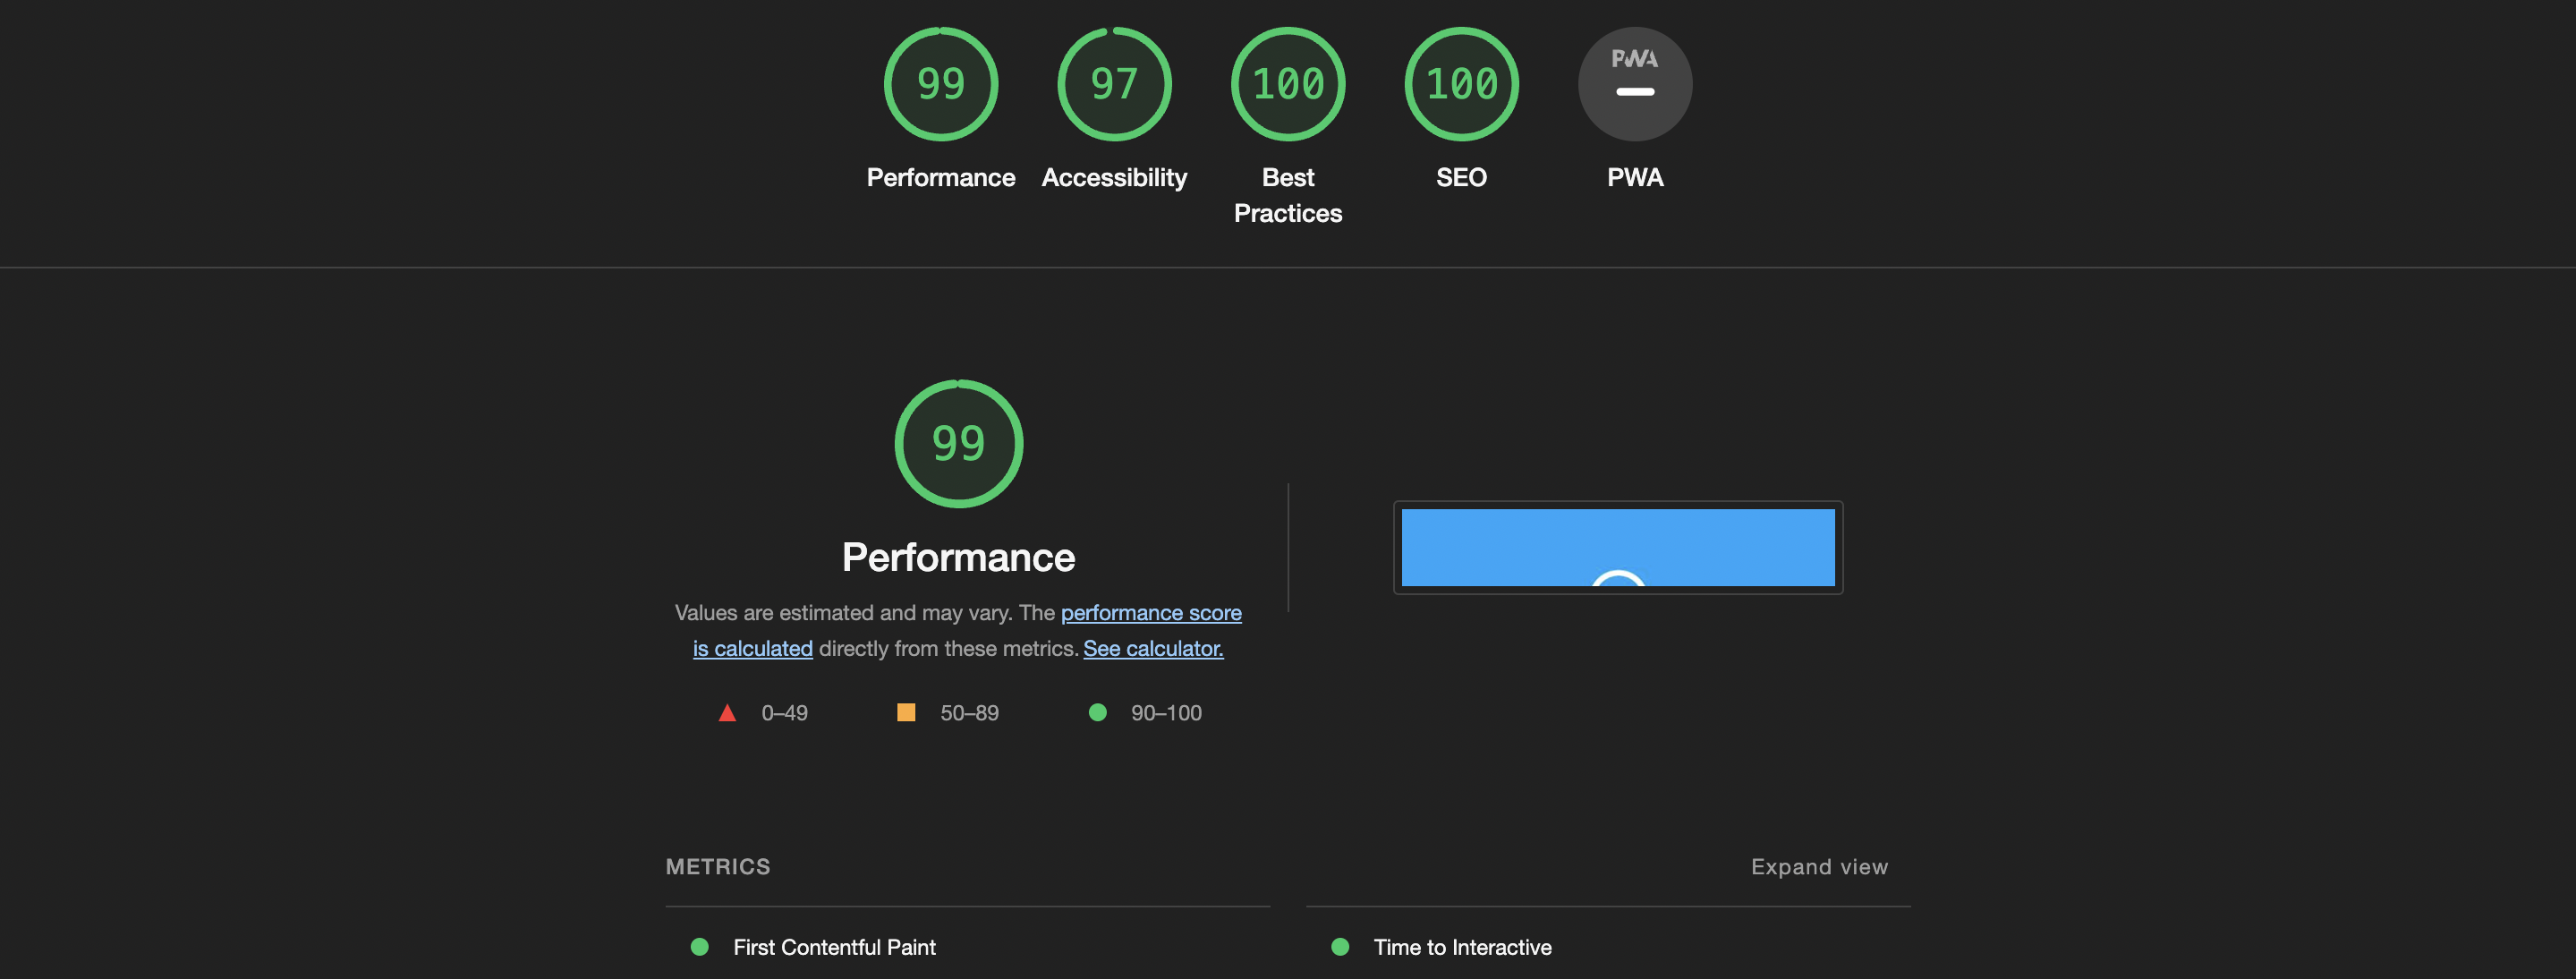 99
97
100
100
PWA
Performance
Accessibility
Best
Practices
SEO
PWA
99
Performance
Values are estimated and may vary. The performance score
is calculated directly from these metrics. See calculator.
0–49
50–89
90–100
METRICS
Expand view
First Contentful Paint
Time to Interactive